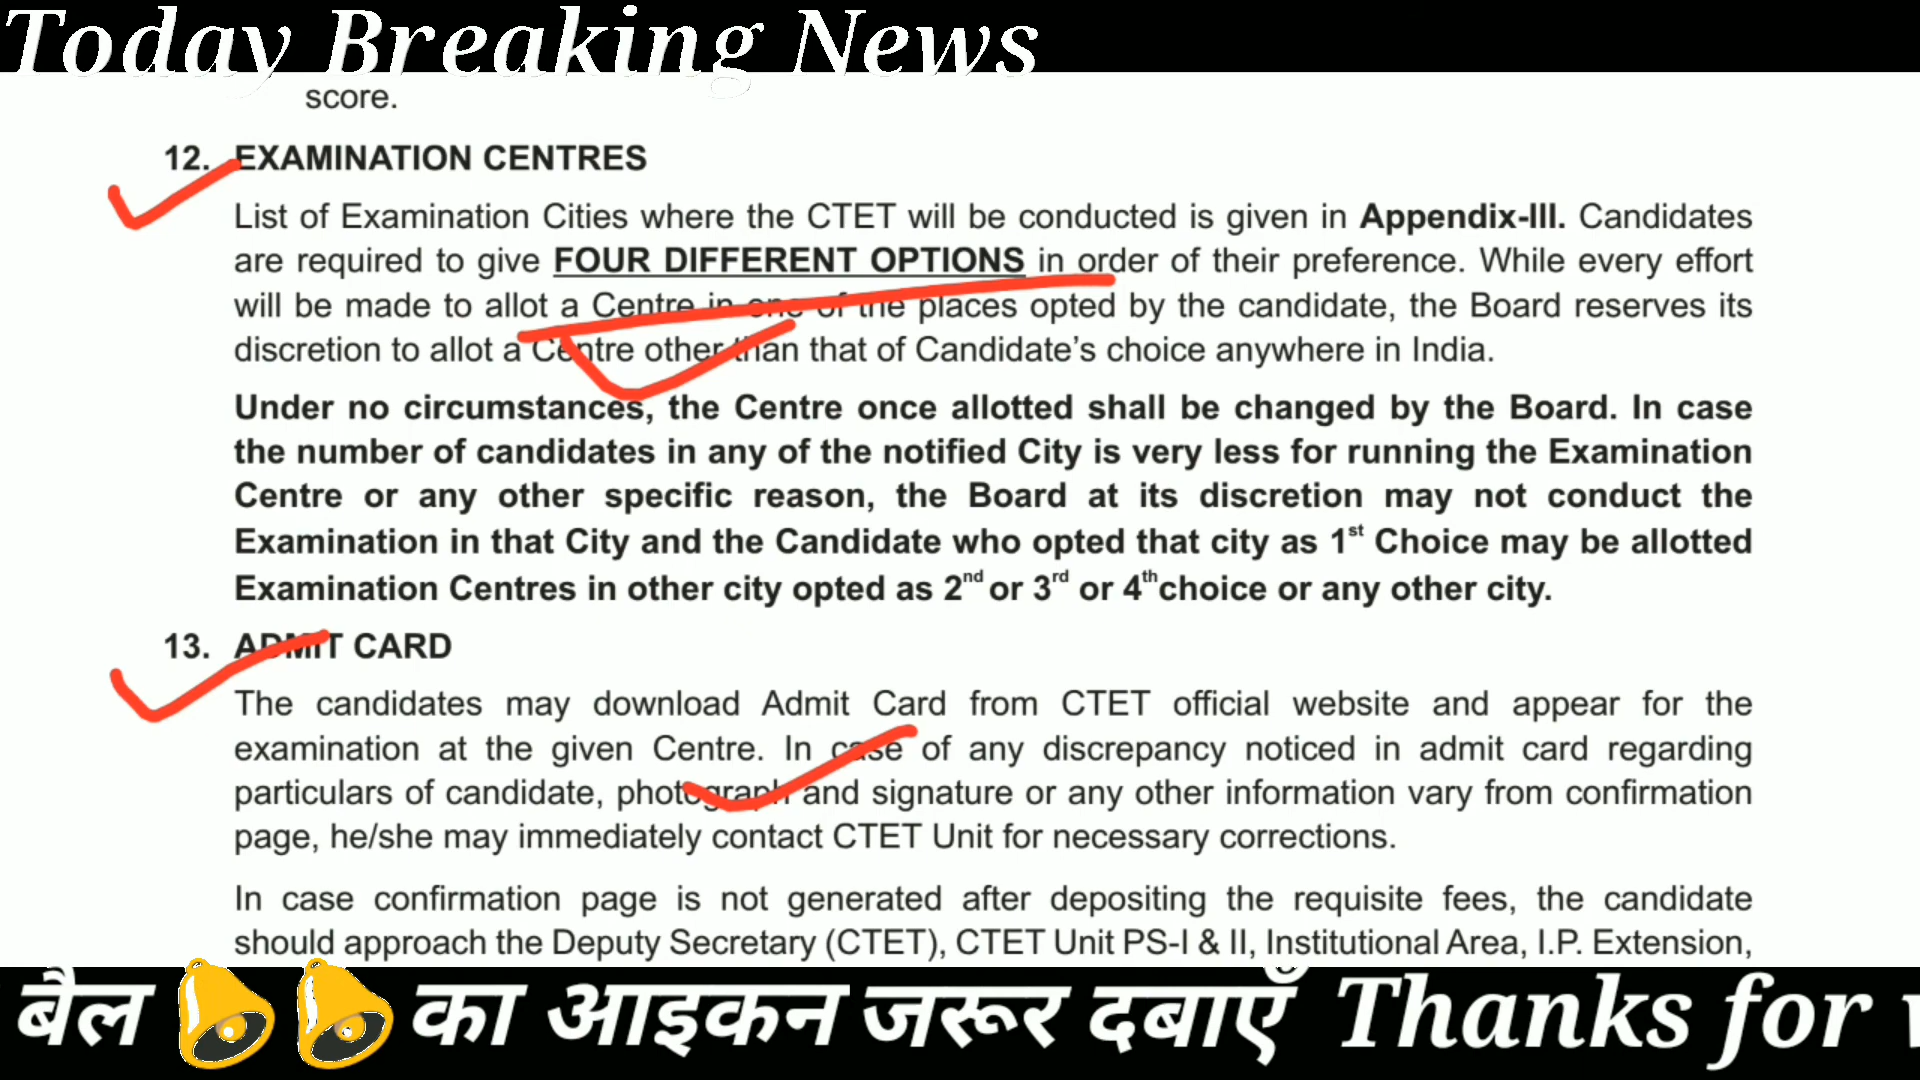 Today Breaking News
score.
12. EXAMINATION CENTRES
List of Examination Cities where the CTET will be conducted is given in Appendix-III. Candidates
are required to give FOUR DIFFERENT OPTIONS in order of their preference. While every effort
will be made to allot a Centre in one of the places opted by the candidate, the Board reserves its
discretion to allot a Centre other than that of Candidate's choice anywhere in India.
Under no circumstances, the Centre once allotted shall be changed by the Board. In case
the number of candidates in any of the notified City is very less for running the Examination
Centre or any other specific reason, the Board at its discretion may not conduct the
Examination in that City and the Candidate who opted that city as 1st Choice may be allotted
Examination Centres in other city opted as 2nd or 3rd or 4th choice or any other city.
13. ADMIT CARD
The candidates may download Admit Card from CTET official website and appear for the
examination at the given Centre. In case of any discrepancy noticed in admit card regarding
particulars of candidate, photograph and signature or any other information vary from confirmation
page, he/she may immediately contact CTET Unit for necessary corrections.
In case confirmation page is not generated after depositing the requisite fees, the candidate
should approach the Deputy Secretary (CTET), CTET Unit PS-I & II, Institutional Area, I.P. Extension,
बैल 🔔🔔 का आइकन जरूर दबाएँ Thanks for